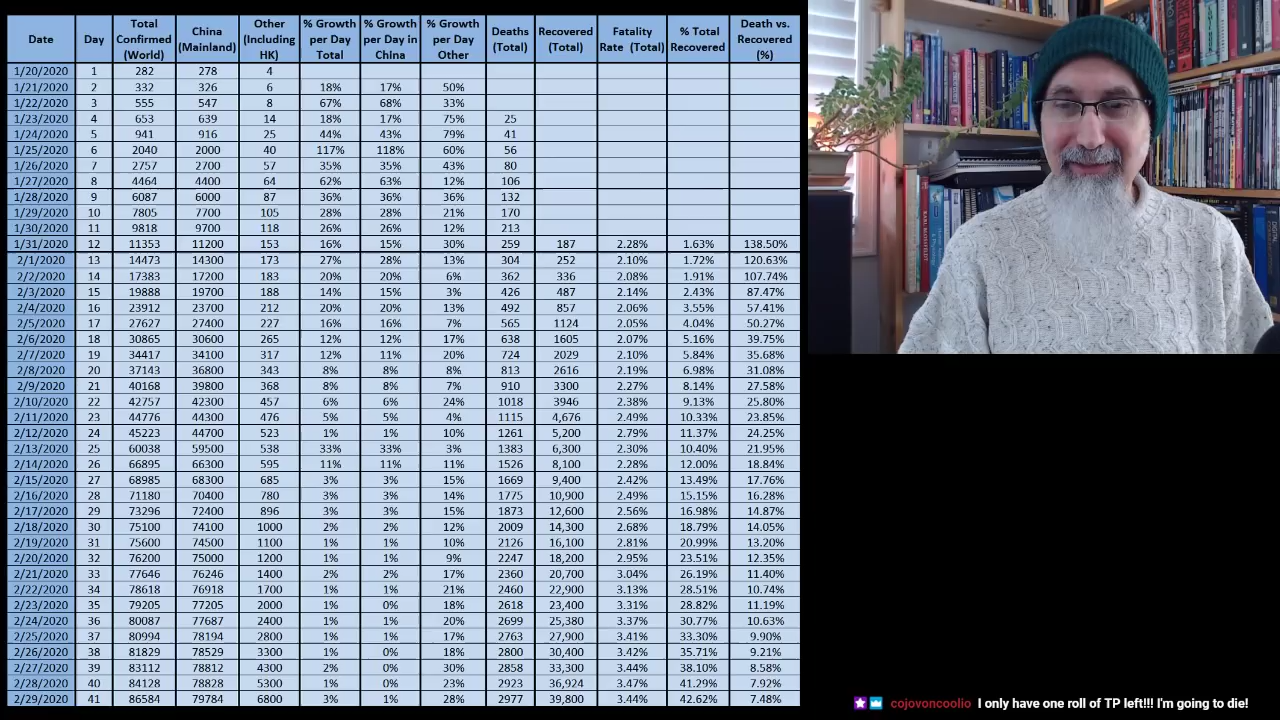 Date Day Total Confirmed (World) China (Mainland) Other (Including HK) % Growth per Day Total % Growth per Day in China % Growth per Day Other Deaths (Total) Recovered (Total) Fatality Rate (Total) % Total Recovered Death vs. Recovered (%)
1/20/2020 1 282 278 4
1/21/2020 2 332 326 6 18% 17% 50%
1/22/2020 3 555 547 8 67% 68% 33%
1/23/2020 4 653 639 14 18% 17% 75% 25
1/24/2020 5 941 916 25 44% 43% 79% 41
1/25/2020 6 2040 2000 40 117% 118% 60% 56
1/26/2020 7 2757 2700 57 35% 35% 43% 80
1/27/2020 8 4464 4400 64 62% 63% 12% 106
1/28/2020 9 6087 6000 87 36% 36% 36% 132
1/29/2020 10 7805 7700 105 28% 28% 21% 170
1/30/2020 11 9818 9700 118 26% 26% 12% 213
1/31/2020 12 11353 11200 153 16% 15% 30% 259 187 2.28% 1.63% 138.50%
2/1/2020 13 14473 14300 173 27% 28% 13% 304 252 2.10% 1.72% 120.63%
2/2/2020 14 17383 17200 183 20% 20% 6% 362 336 2.08% 1.91% 107.74%
2/3/2020 15 19888 19700 188 14% 15% 3% 426 487 2.14% 2.43% 87.47%
2/4/2020 16 23912 23700 212 20% 20% 13% 492 857 2.06% 3.55% 57.41%
2/5/2020 17 27627 27400 227 16% 16% 7% 565 1124 2.05% 4.04% 50.27%
2/6/2020 18 30865 30600 265 12% 12% 17% 638 1605 2.07% 5.16% 39.75%
2/7/2020 19 34417 34100 317 12% 11% 20% 724 2029 2.10% 5.84% 35.68%
2/8/2020 20 37143 36800 343 8% 8% 8% 813 2616 2.19% 6.98% 31.08%
2/9/2020 21 40168 39800 368 8% 8% 7% 910 3300 2.27% 8.14% 27.58%
2/10/2020 22 42757 42300 457 6% 6% 24% 1018 3946 2.38% 9.13% 25.80%
2/11/2020 23 44776 44300 476 5% 5% 4% 1115 4,676 2.49% 10.33% 23.85%
2/12/2020 24 45223 44700 523 1% 1% 10% 1261 5,200 2.79% 11.37% 24.25%
2/13/2020 25 60038 59500 538 33% 33% 3% 1383 6,300 2.30% 10.40% 21.95%
2/14/2020 26 66895 66300 595 11% 11% 11% 1526 8,100 2.28% 12.00% 18.84%
2/15/2020 27 68985 68300 685 3% 3% 15% 1669 9,400 2.42% 13.49% 17.76%
2/16/2020 28 71180 70400 780 3% 3% 14% 1775 10,900 2.49% 15.15% 16.28%
2/17/2020 29 73296 72400 896 3% 3% 15% 1873 12,600 2.56% 16.98% 14.87%
2/18/2020 30 75100 74100 1000 2% 2% 12% 2009 14,300 2.68% 18.79% 14.05%
2/19/2020 31 75600 74500 1100 1% 1% 10% 2126 16,100 2.81% 20.99% 13.20%
2/20/2020 32 76200 75000 1200 1% 1% 9% 2247 18,200 2.95% 23.51% 12.35%
2/21/2020 33 77646 76246 1400 2% 2% 17% 2360 20,700 3.04% 26.19% 11.40%
2/22/2020 34 78618 76918 1700 1% 1% 21% 2460 22,900 3.13% 28.51% 10.74%
2/23/2020 35 79205 77205 2000 1% 0% 18% 2618 23,400 3.31% 28.82% 11.19%
2/24/2020 36 80087 77687 2400 1% 1% 20% 2699 25,380 3.37% 30.77% 10.63%
2/25/2020 37 80994 78194 2800 1% 1% 17% 2763 27,900 3.41% 33.30% 9.90%
2/26/2020 38 81829 78529 3300 1% 0% 18% 2800 30,400 3.42% 35.71% 9.21%
2/27/2020 39 83112 78812 4300 2% 0% 30% 2858 33,300 3.44% 38.10% 8.58%
2/28/2020 40 84128 78828 5300 1% 0% 23% 2923 36,924 3.47% 41.29% 7.92%
2/29/2020 41 86584 79784 6800 3% 1% 28% 2977 39,800 3.44% 42.62% 7.48%
cojovoncoolio I only have one roll of TP left!!! I'm going to die!